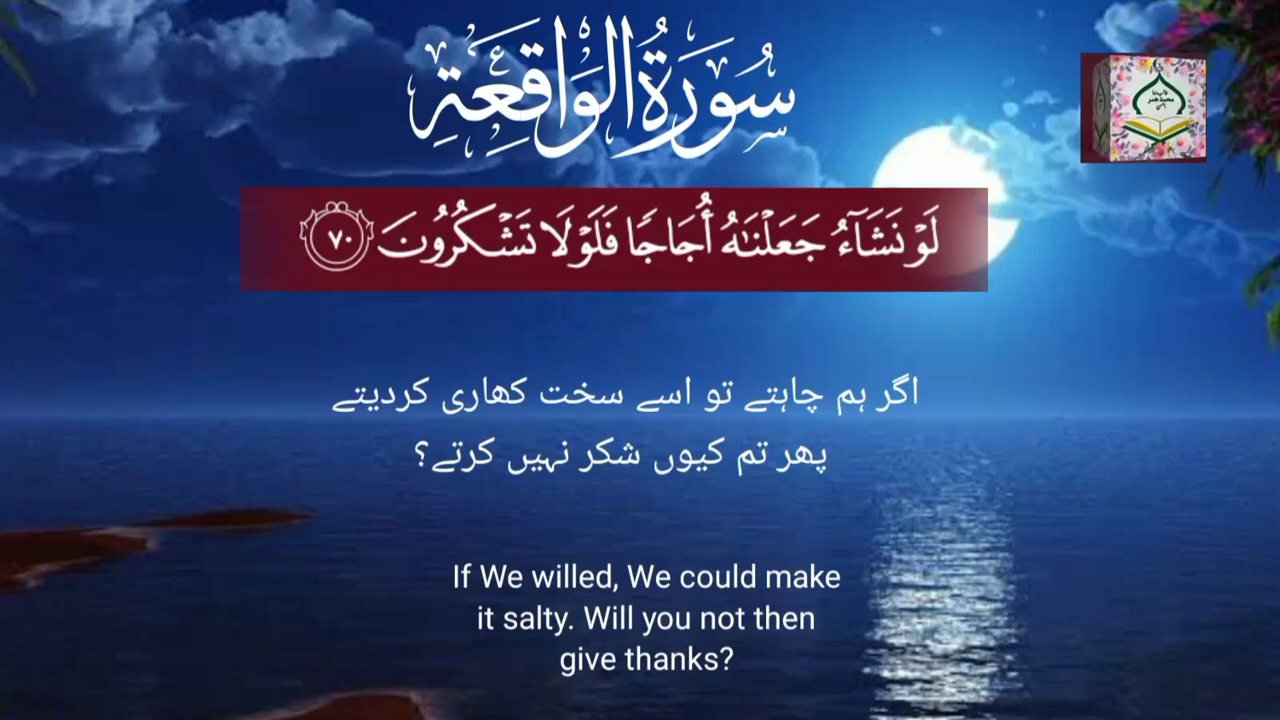 سُورَةُ الْوَاقِعَةِ
لَوْ نَشَآءُ جَعَلْنَـٰهُ أُجَاجًا فَلَوْلَا تَشْكُرُونَ ٧٠
اگر ہم چاہتے تو اسے سخت کھاری کردیتے
پھر تم کیوں شکر نہیں کرتے؟
If We willed, We could make
it salty. Will you not then
give thanks?